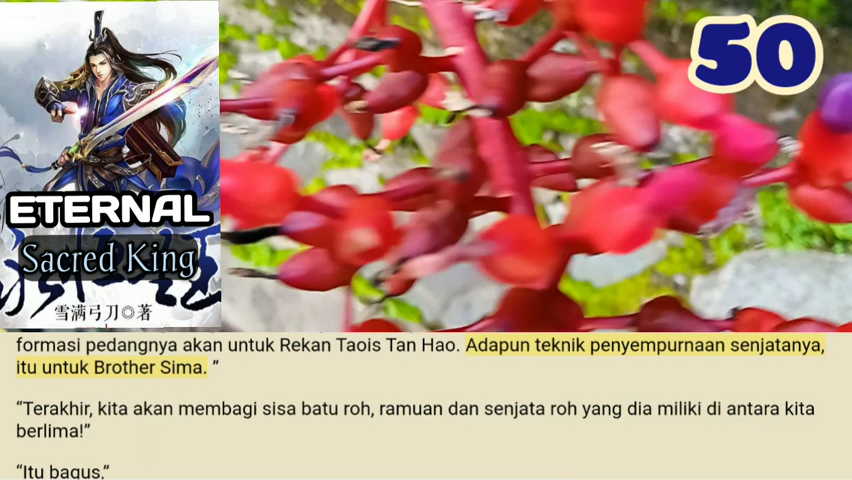 50
ETERNAL
Sacred King
雪满弓刀◎著
formasi pedangnya akan untuk Rekan Taois Tan Hao. Adapun teknik penyempurnaan senjatanya,
itu untuk Brother Sima. ”
“Terakhir, kita akan membagi sisa batu roh, ramuan dan senjata roh yang dia miliki di antara kita
berlima!”
“Itu bagus.”